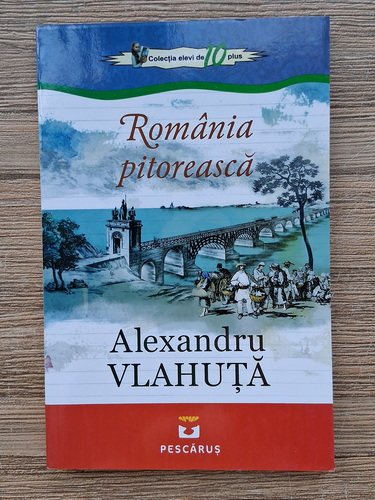 Colecția elevi de 10 plus
România
pitorească
Alexandru
VLAHUȚĂ
PESCĂRUȘ